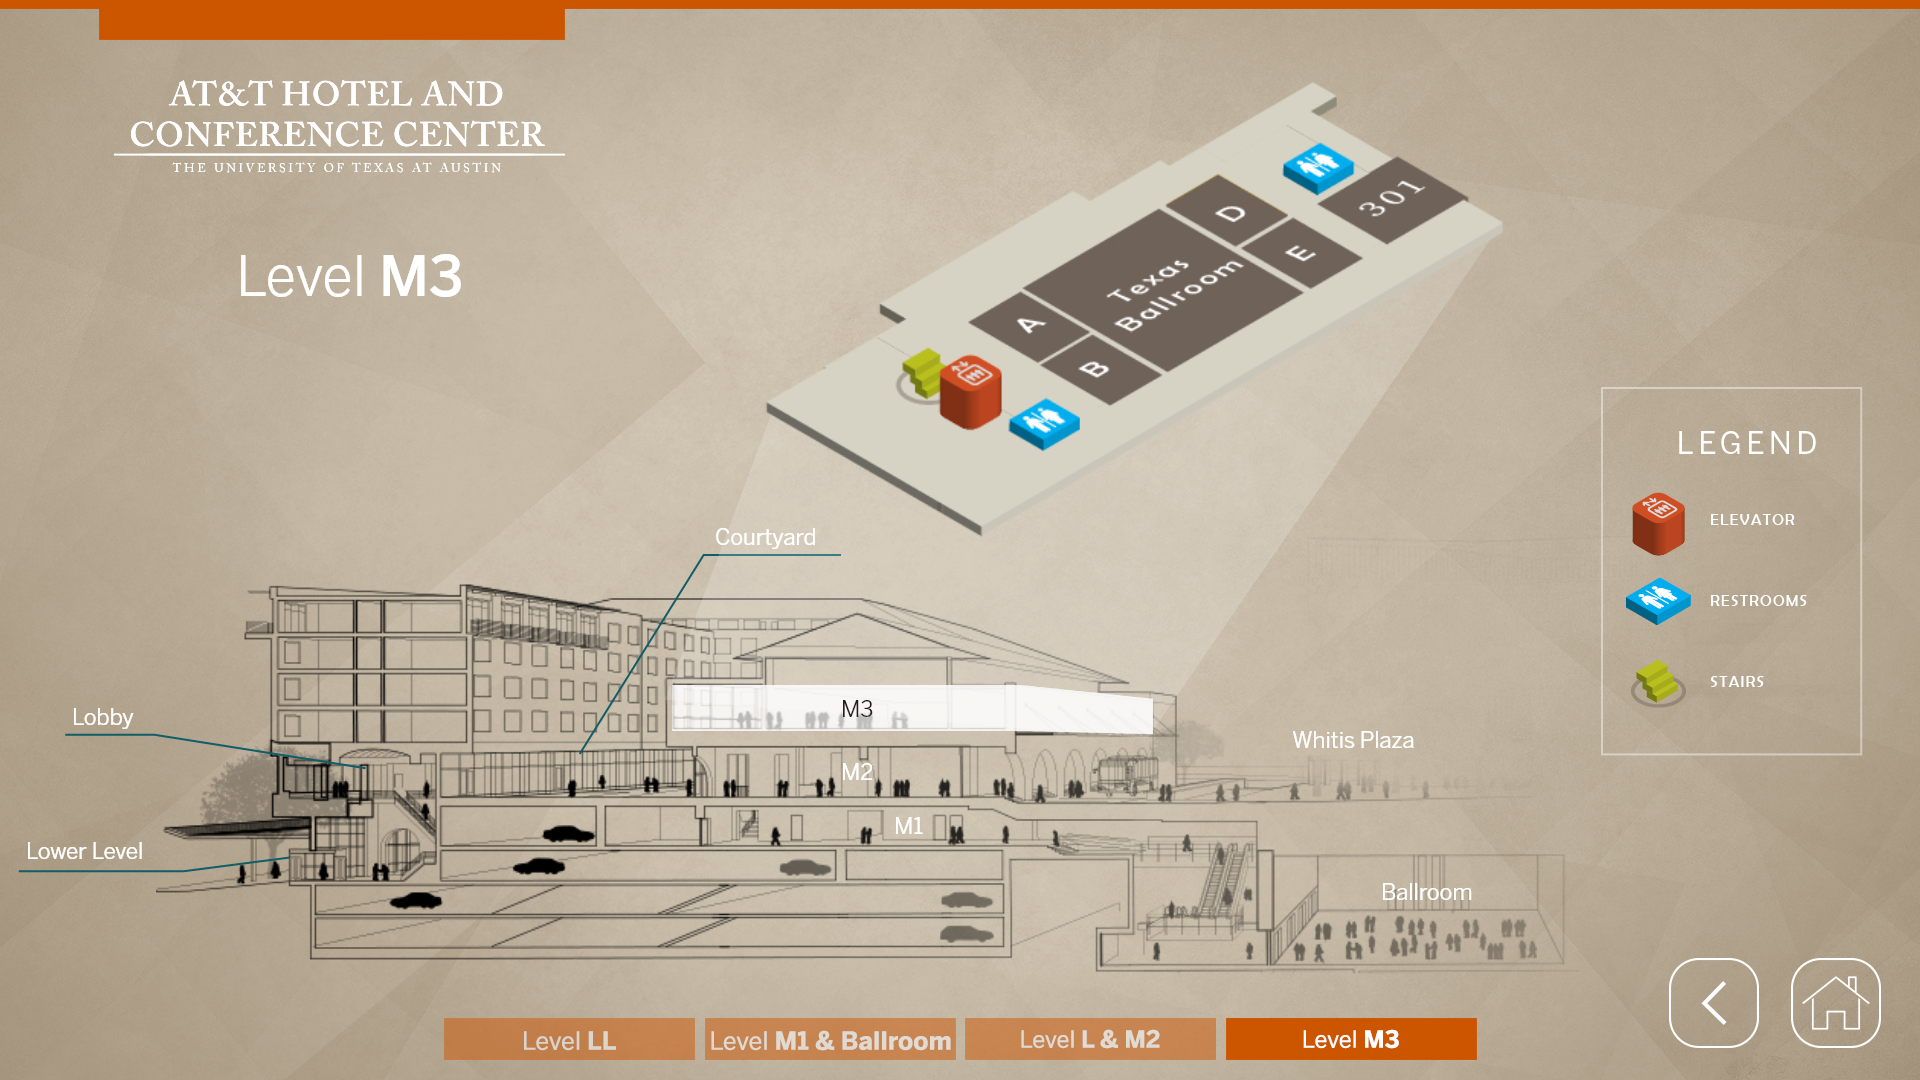 AT&T HOTEL AND
CONFERENCE CENTER
THE UNIVERSITY OF TEXAS AT AUSTIN
Level M3
301
D
E
Texas
Ballroom
A
B
LEGEND
ELEVATOR
RESTROOMS
STAIRS
Courtyard
M3
Lobby
Whitis Plaza
M2
M1
Lower Level
Ballroom
Level LL
Level M1 & Ballroom
Level L & M2
Level M3